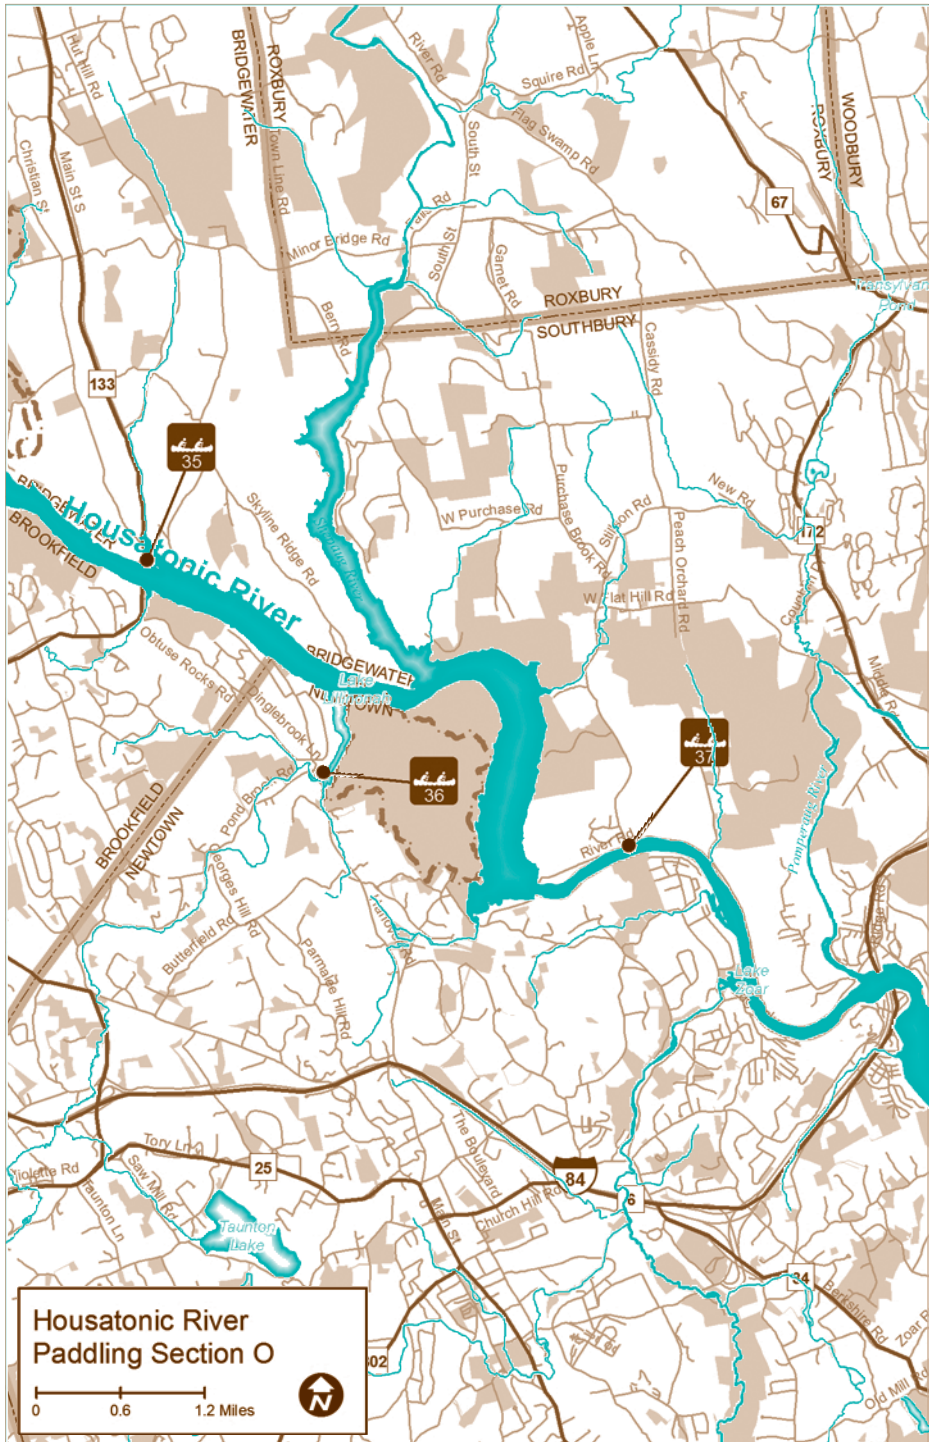 Hut Hill Rd
Main St S
Christian St
BRIDGEWATER
ROXBURY
Town Line Rd
River Rd
Apple Ln
Squire Rd
Flag Swamp Rd
South St
ROXBURY
WOODBURY
67
Minor Bridge Rd
South St
Garnet Rd
Berry Rd
ROXBURY
SOUTHBURY
Cassidy Rd
Pond
133
35
Skyline Ridge Rd
W Purchase Rd
Purchase Brook Rd
Stillson Rd
Peach Orchard Rd
New Rd
172
BRIDGEWATER
BROOKFIELD
Housatonic River
W Flat Hill Rd
Obtuse Rocks Rd
Dinglebrook Ln
BRIDGEWATER
Lake
36
37
Pond Brook Rd
BROOKFIELD
NEWTOWN
River Rd
Pomperaug River
Georges Hill Rd
Butterfield Rd
Parmalee Hill Rd
Lake
Zoar
Tory Ln
25
Saw Mill Rd
Taunton Ln
Taunton
Lake
The Boulevard
Church Hill Rd
Main St
84
6
34
Berkshire Rd
Old Mill Rd
302
Housatonic River
Paddling Section O
0 0.6 1.2 Miles
N